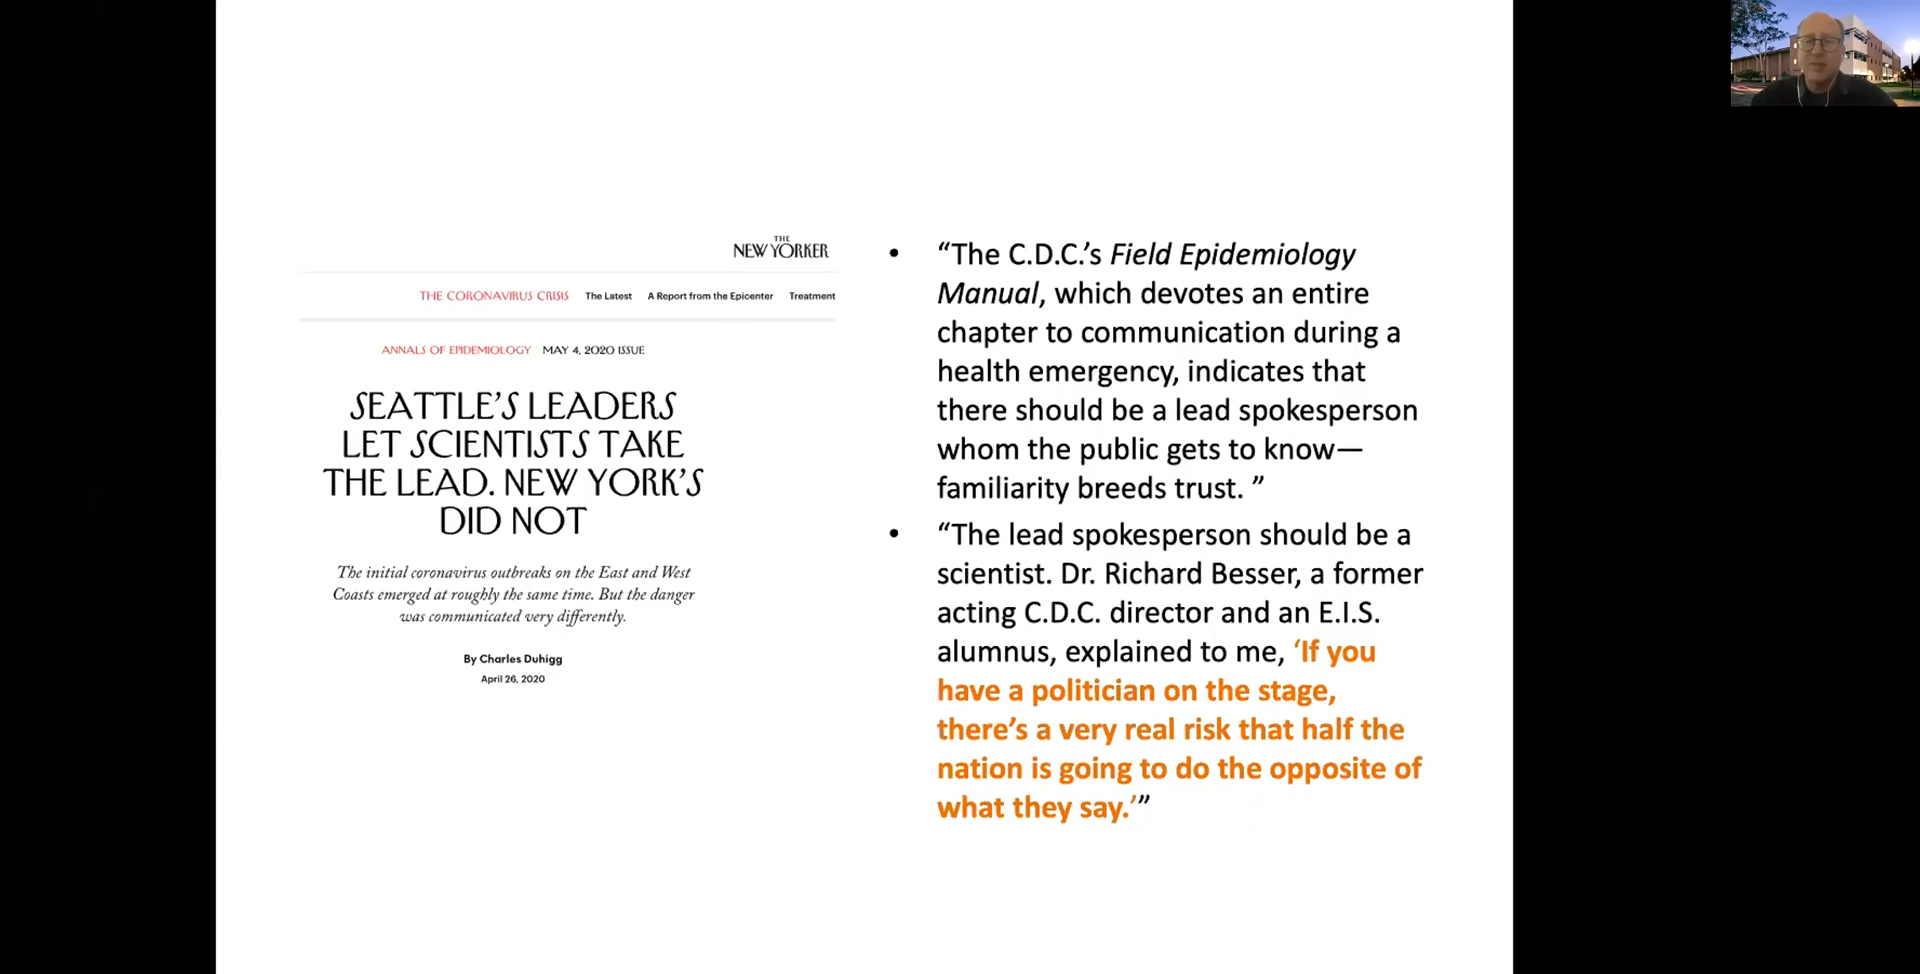 THE
NEW YORKER
THE CORONAVIRUS CRISIS The Latest A Report from the Epicenter Treatment
ANNALS OF EPIDEMIOLOGY MAY 4, 2020 ISSUE
SEATTLE'S LEADERS
LET SCIENTISTS TAKE
THE LEAD. NEW YORK'S
DID NOT
The initial coronavirus outbreaks on the East and West
Coasts emerged at roughly the same time. But the danger
was communicated very differently.
By Charles Duhigg
April 26, 2020
• “The C.D.C.’s Field Epidemiology
Manual, which devotes an entire
chapter to communication during a
health emergency, indicates that
there should be a lead spokesperson
whom the public gets to know—
familiarity breeds trust. ”
• “The lead spokesperson should be a
scientist. Dr. Richard Besser, a former
acting C.D.C. director and an E.I.S.
alumnus, explained to me, ‘If you
have a politician on the stage,
there’s a very real risk that half the
nation is going to do the opposite of
what they say.’”